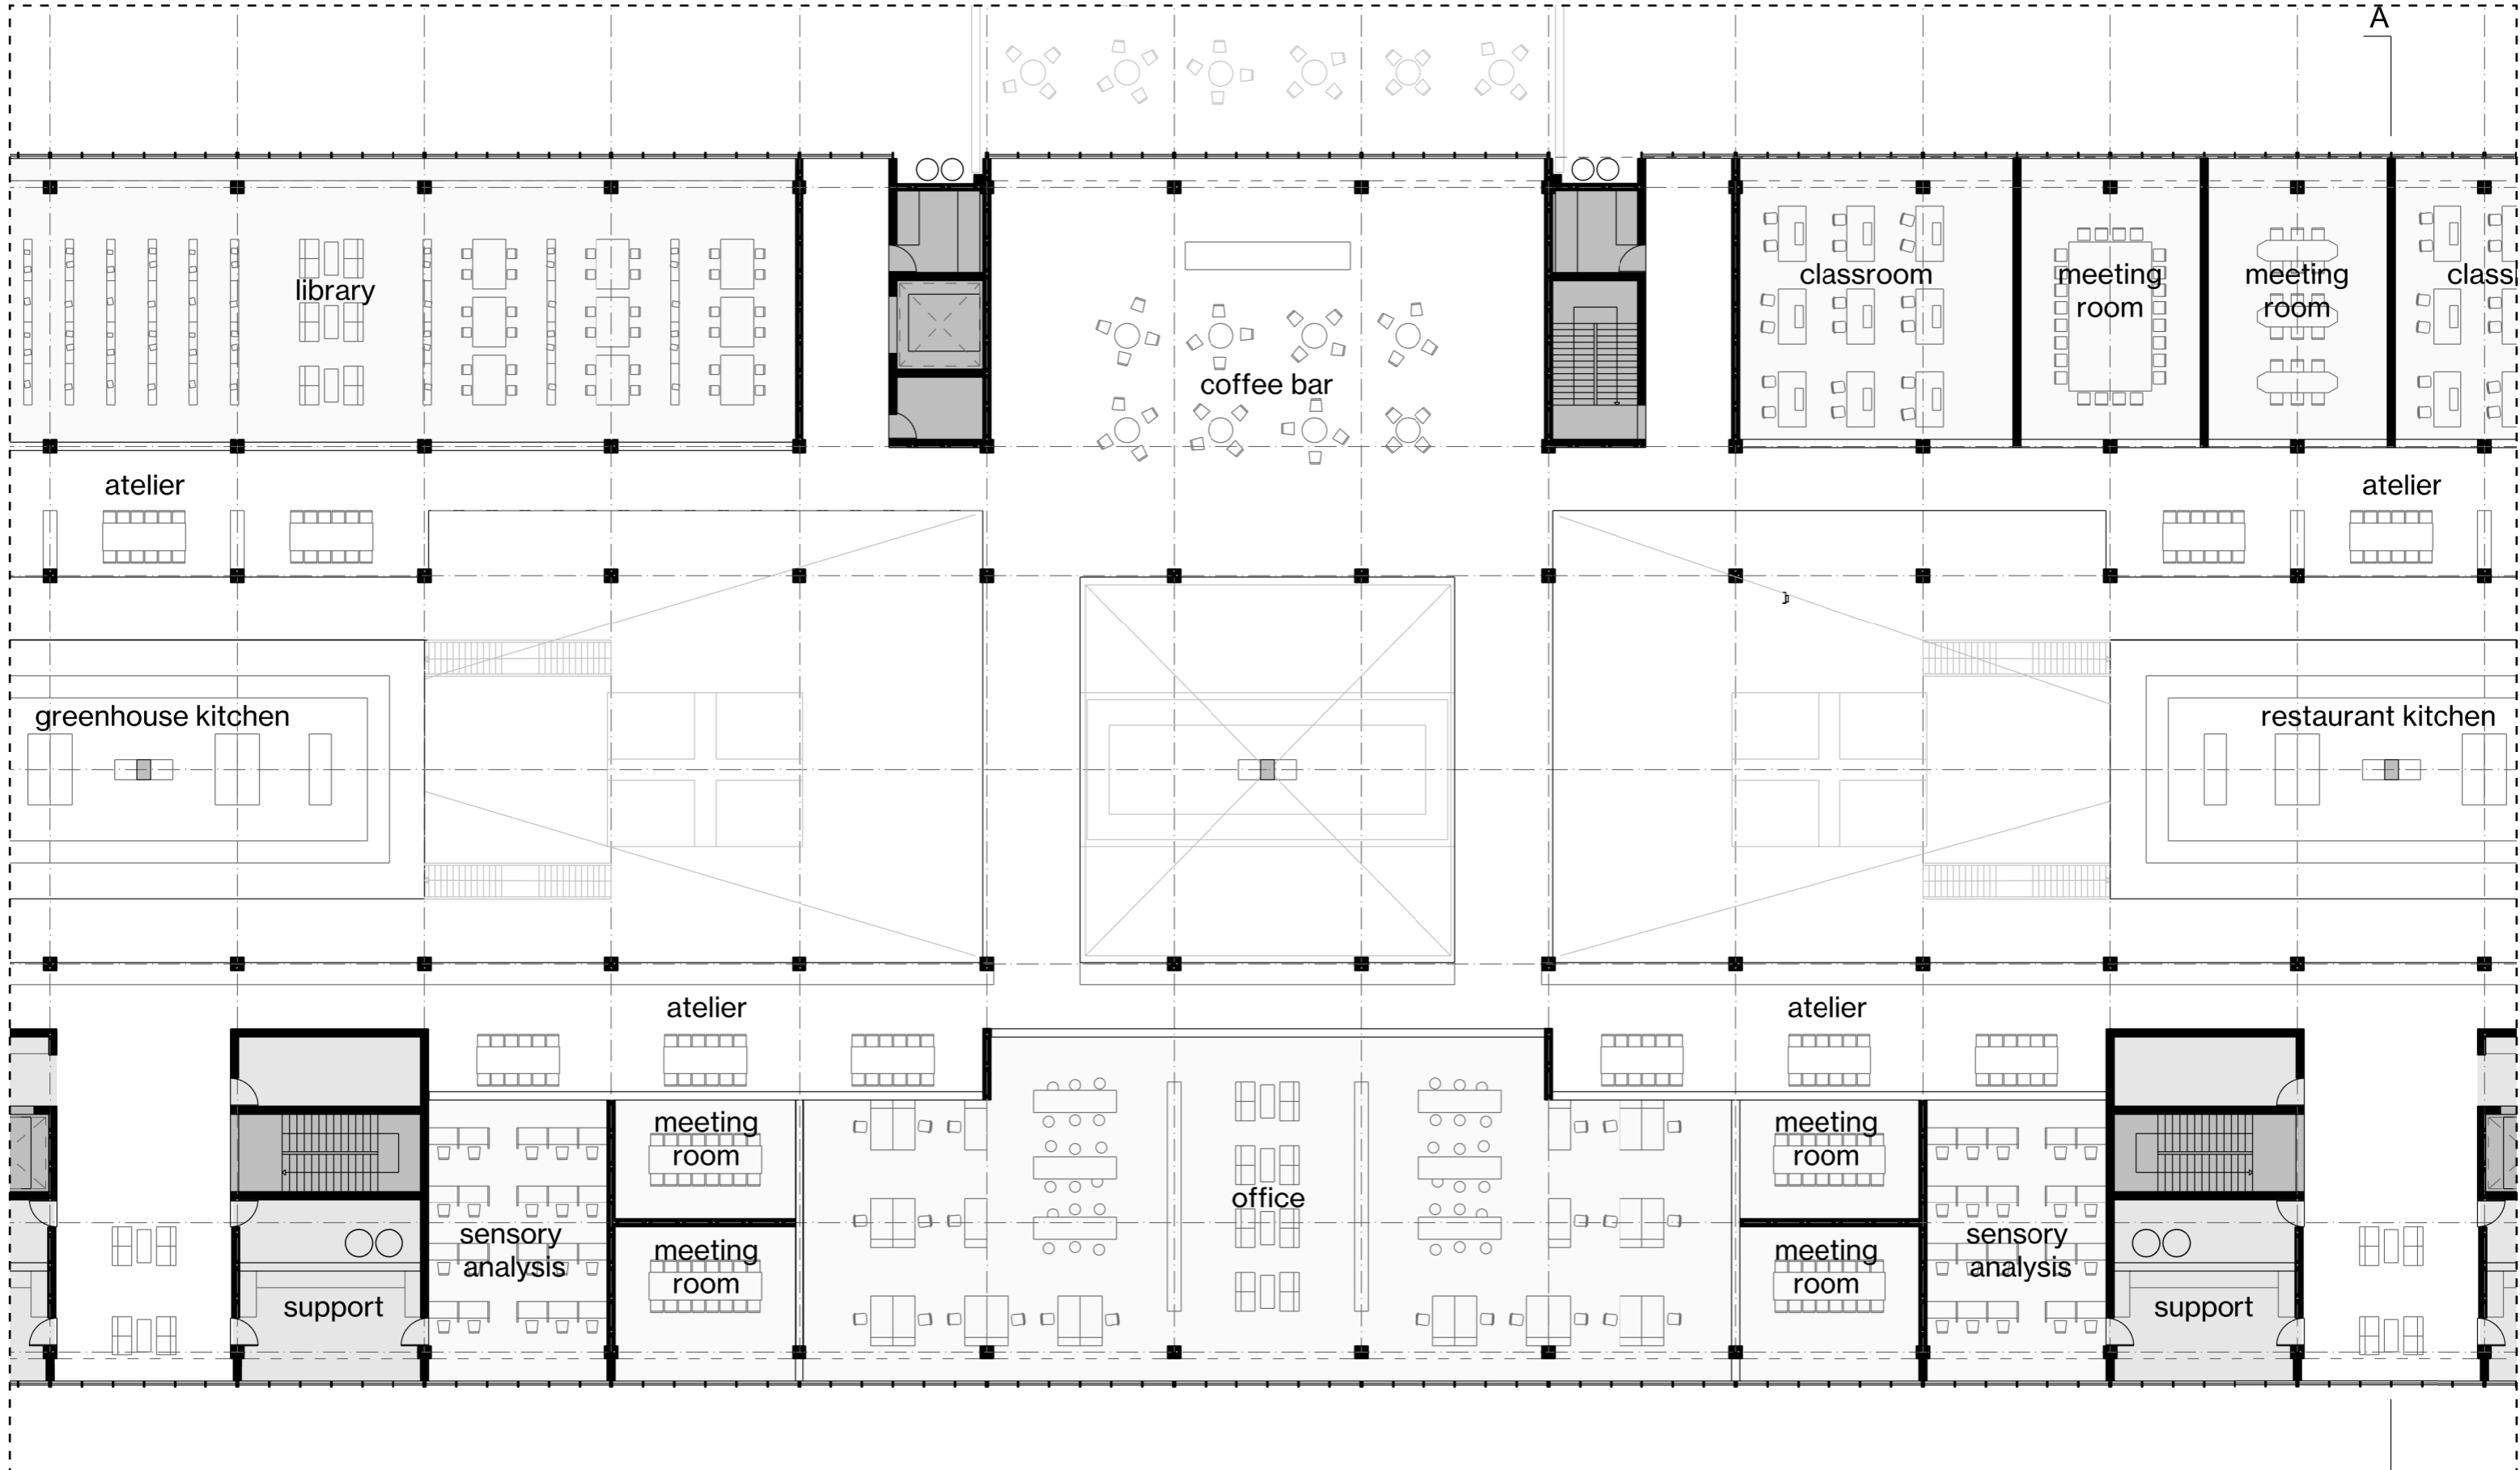 A
library
coffee bar
classroom
meeting
room
meeting
room
class
atelier
atelier
greenhouse kitchen
restaurant kitchen
atelier
atelier
meeting
room
meeting
room
office
sensory
analysis
sensory
analysis
meeting
room
meeting
room
support
support